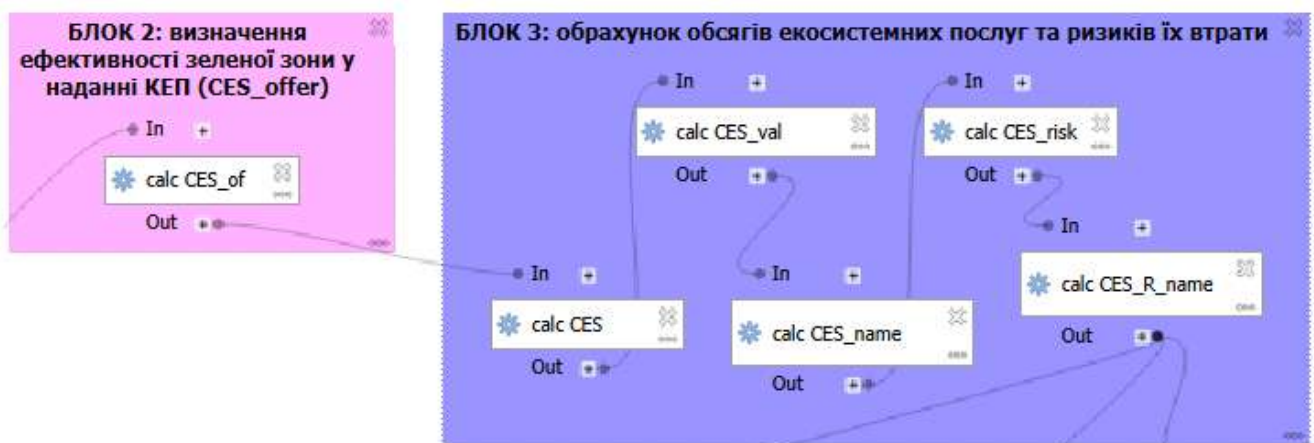 БЛОК 2: визначення
ефективності зеленої зони у
наданні КЕП (CES_offer)
In
calc CES_of
Out
БЛОК 3: обрахунок обсягів екосистемних послуг та ризиків їх втрати
In
calc CES
Out
In
calc CES_val
Out
In
calc CES_name
Out
In
calc CES_risk
Out
In
calc CES_R_name
Out